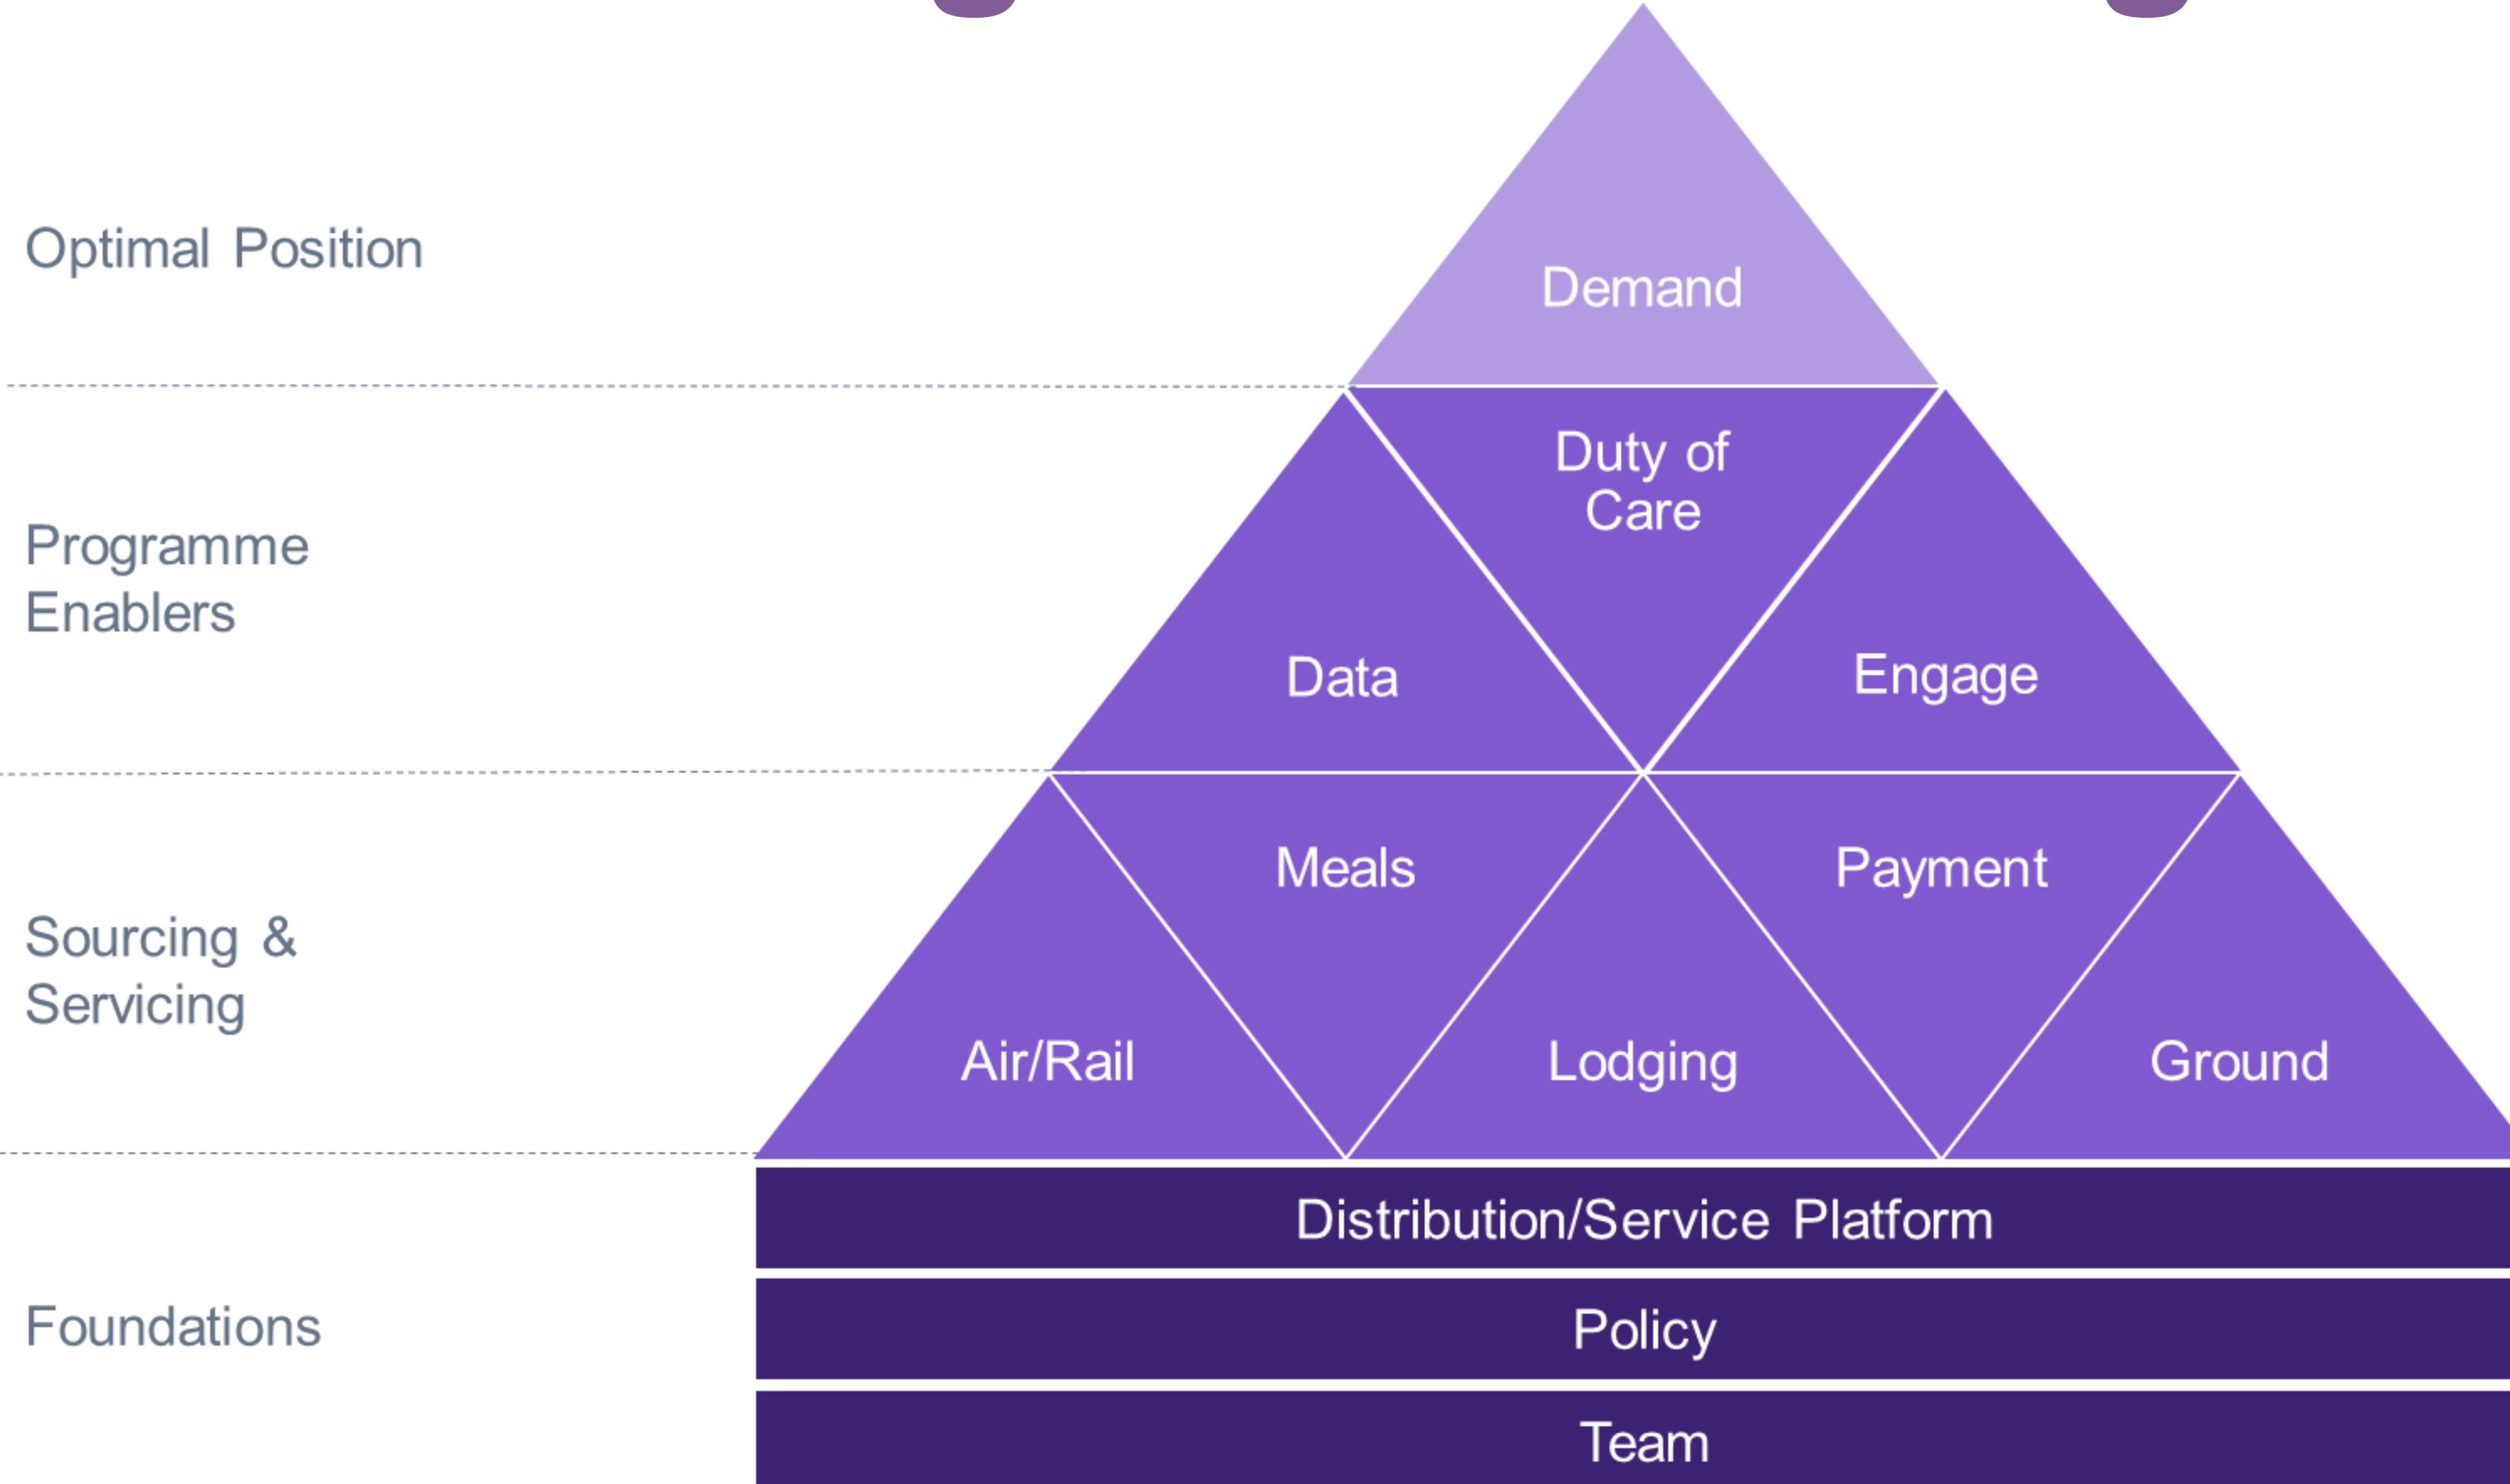 Optimal Position
Demand
Programme
Enablers
Duty of
Care
Data
Engage
Sourcing &
Servicing
Meals
Payment
Air/Rail
Lodging
Ground
Foundations
Distribution/Service Platform
Policy
Team